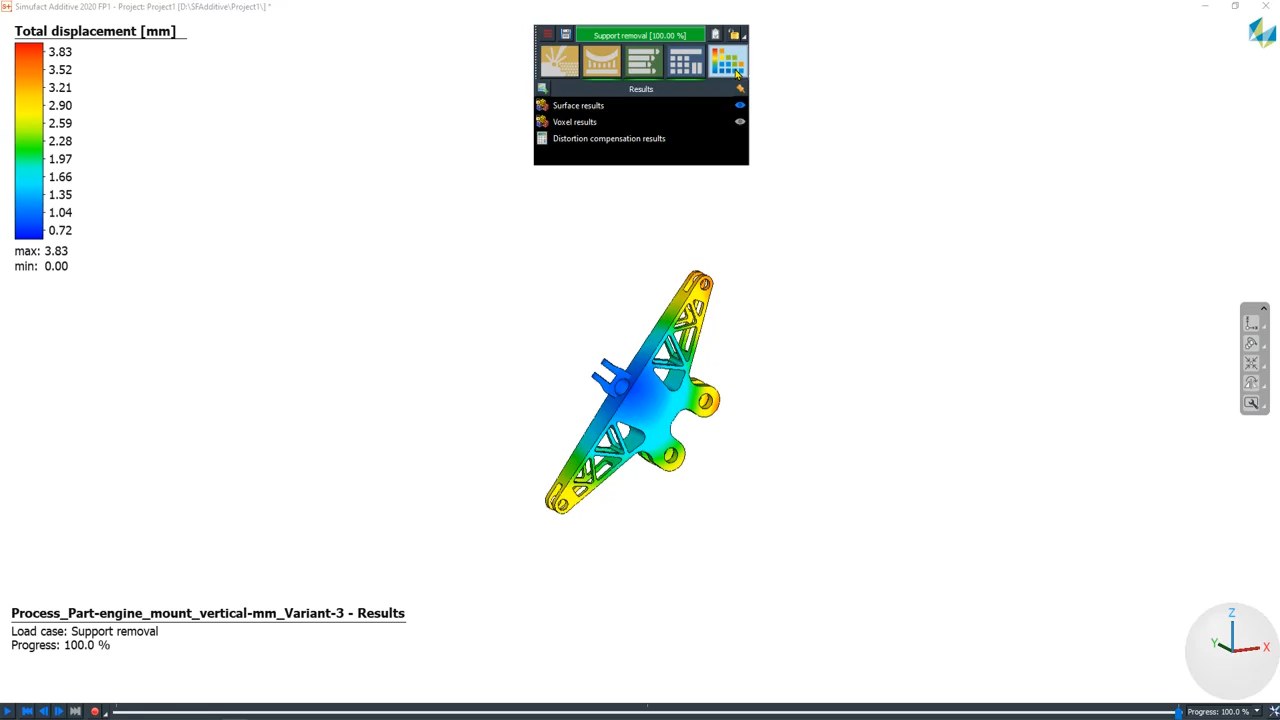 Simufact Additive 2020 FP1 - Project: Project1 [D:\SFAdditive\Project1\] *
Total displacement [mm]
3.83
3.52
3.21
2.90
2.59
2.28
1.97
1.66
1.35
1.04
0.72
max: 3.83
min: 0.00
Support removal [100.00 %]
Results
Surface results
Voxel results
Distortion compensation results
Process_Part-engine_mount_vertical-mm_Variant-3 - Results
Load case: Support removal
Progress: 100.0 %
Z
Y
X
Progress: 100.0 %